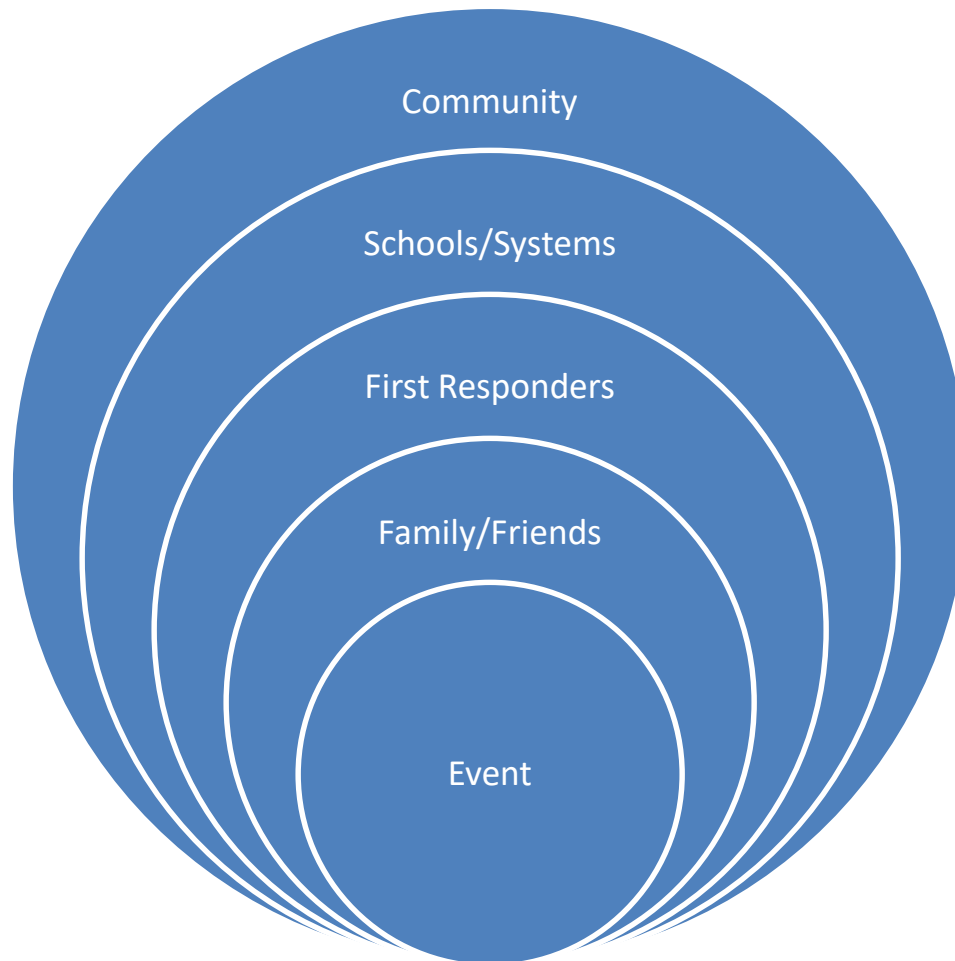 Community
Schools/Systems
First Responders
Family/Friends
Event